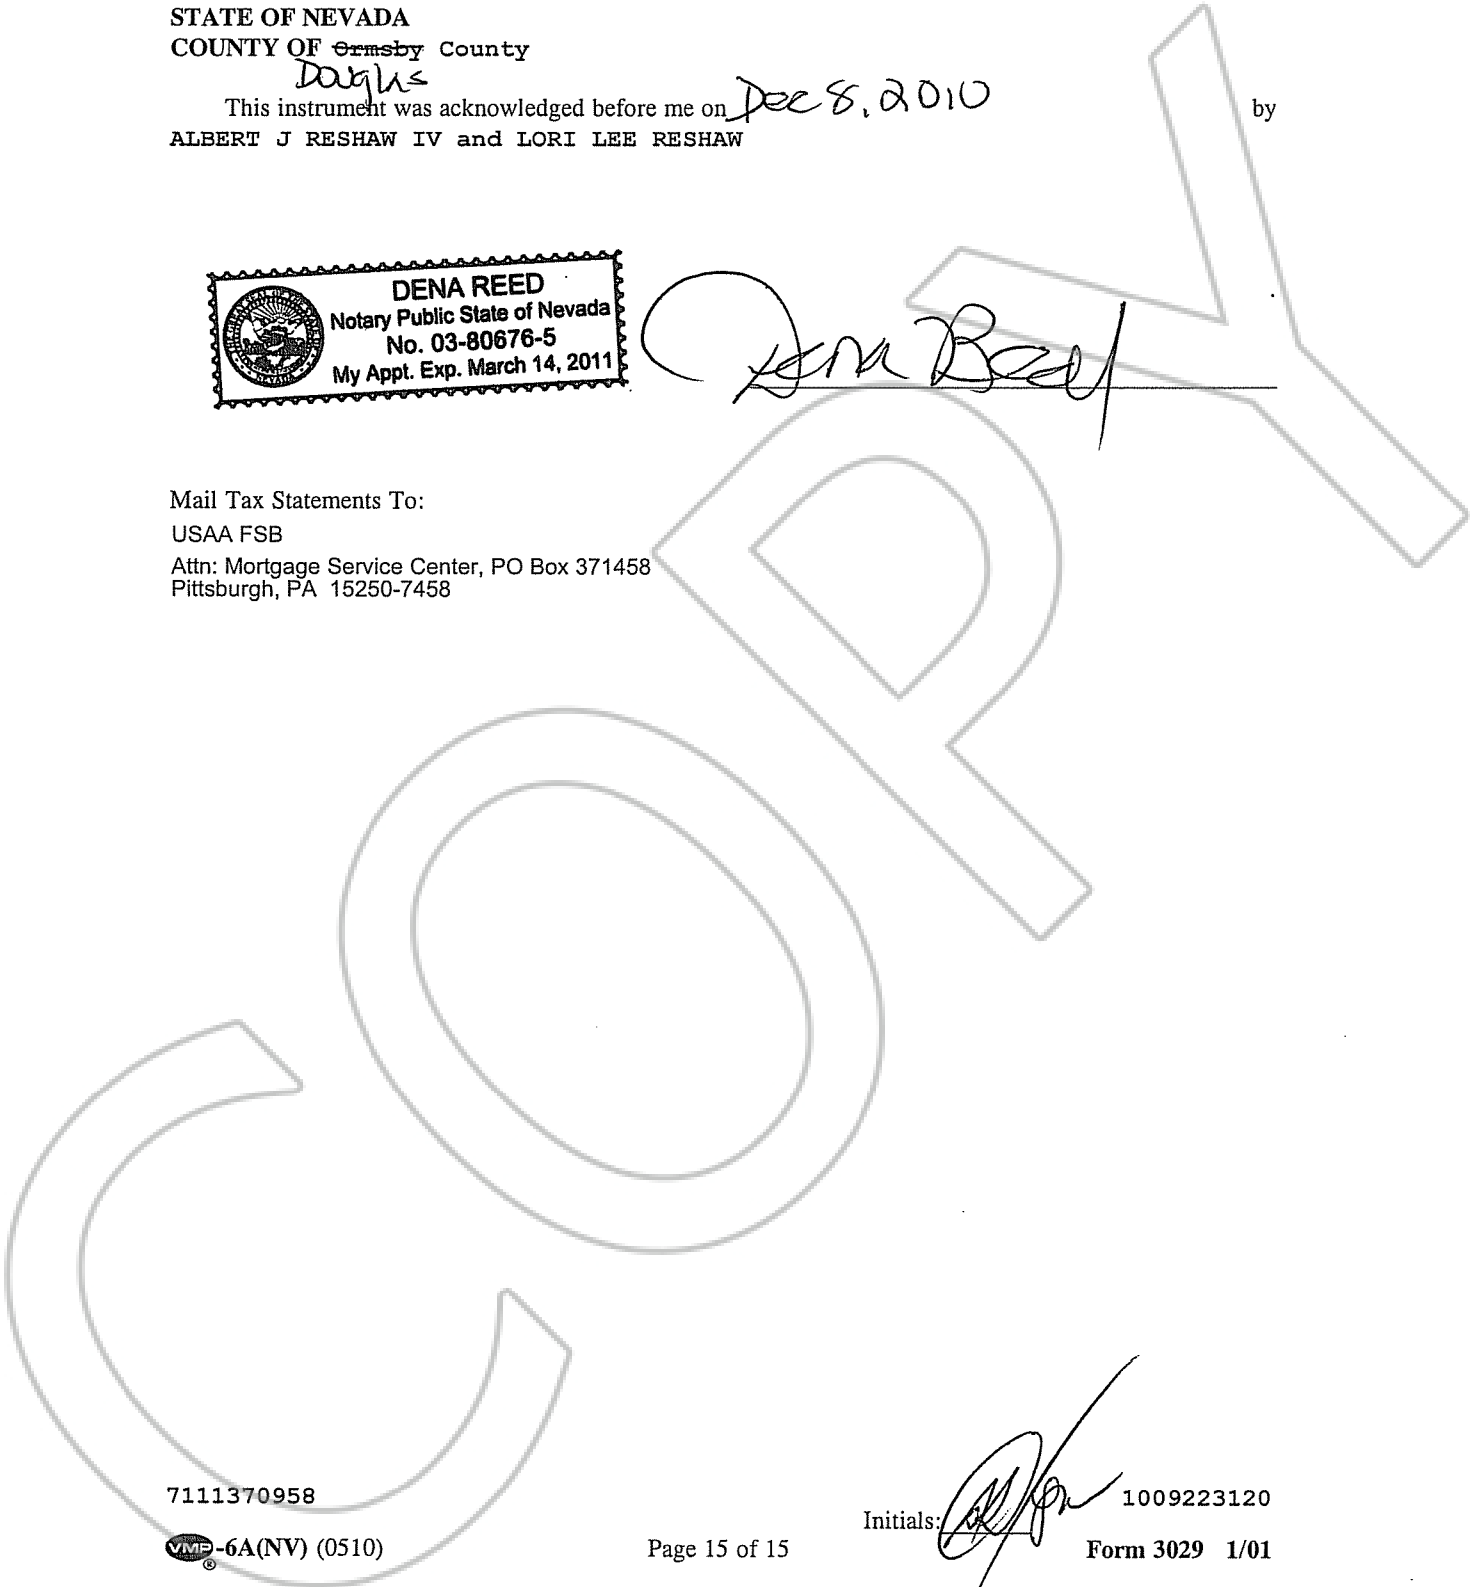 STATE OF NEVADA
COUNTY OF Ormsby County
Douglas
This instrument was acknowledged before me on Dec 8, 2010 by
ALBERT J RESHAW IV and LORI LEE RESHAW
DENA REED
Notary Public State of Nevada
No. 03-80676-5
My Appt. Exp. March 14, 2011
Dena Reed
Mail Tax Statements To:
USAA FSB
Attn: Mortgage Service Center, PO Box 371458
Pittsburgh, PA 15250-7458
COPY
7111370958
Initials:
1009223120
VMP®-6A(NV) (0510)
Page 15 of 15
Form 3029 1/01